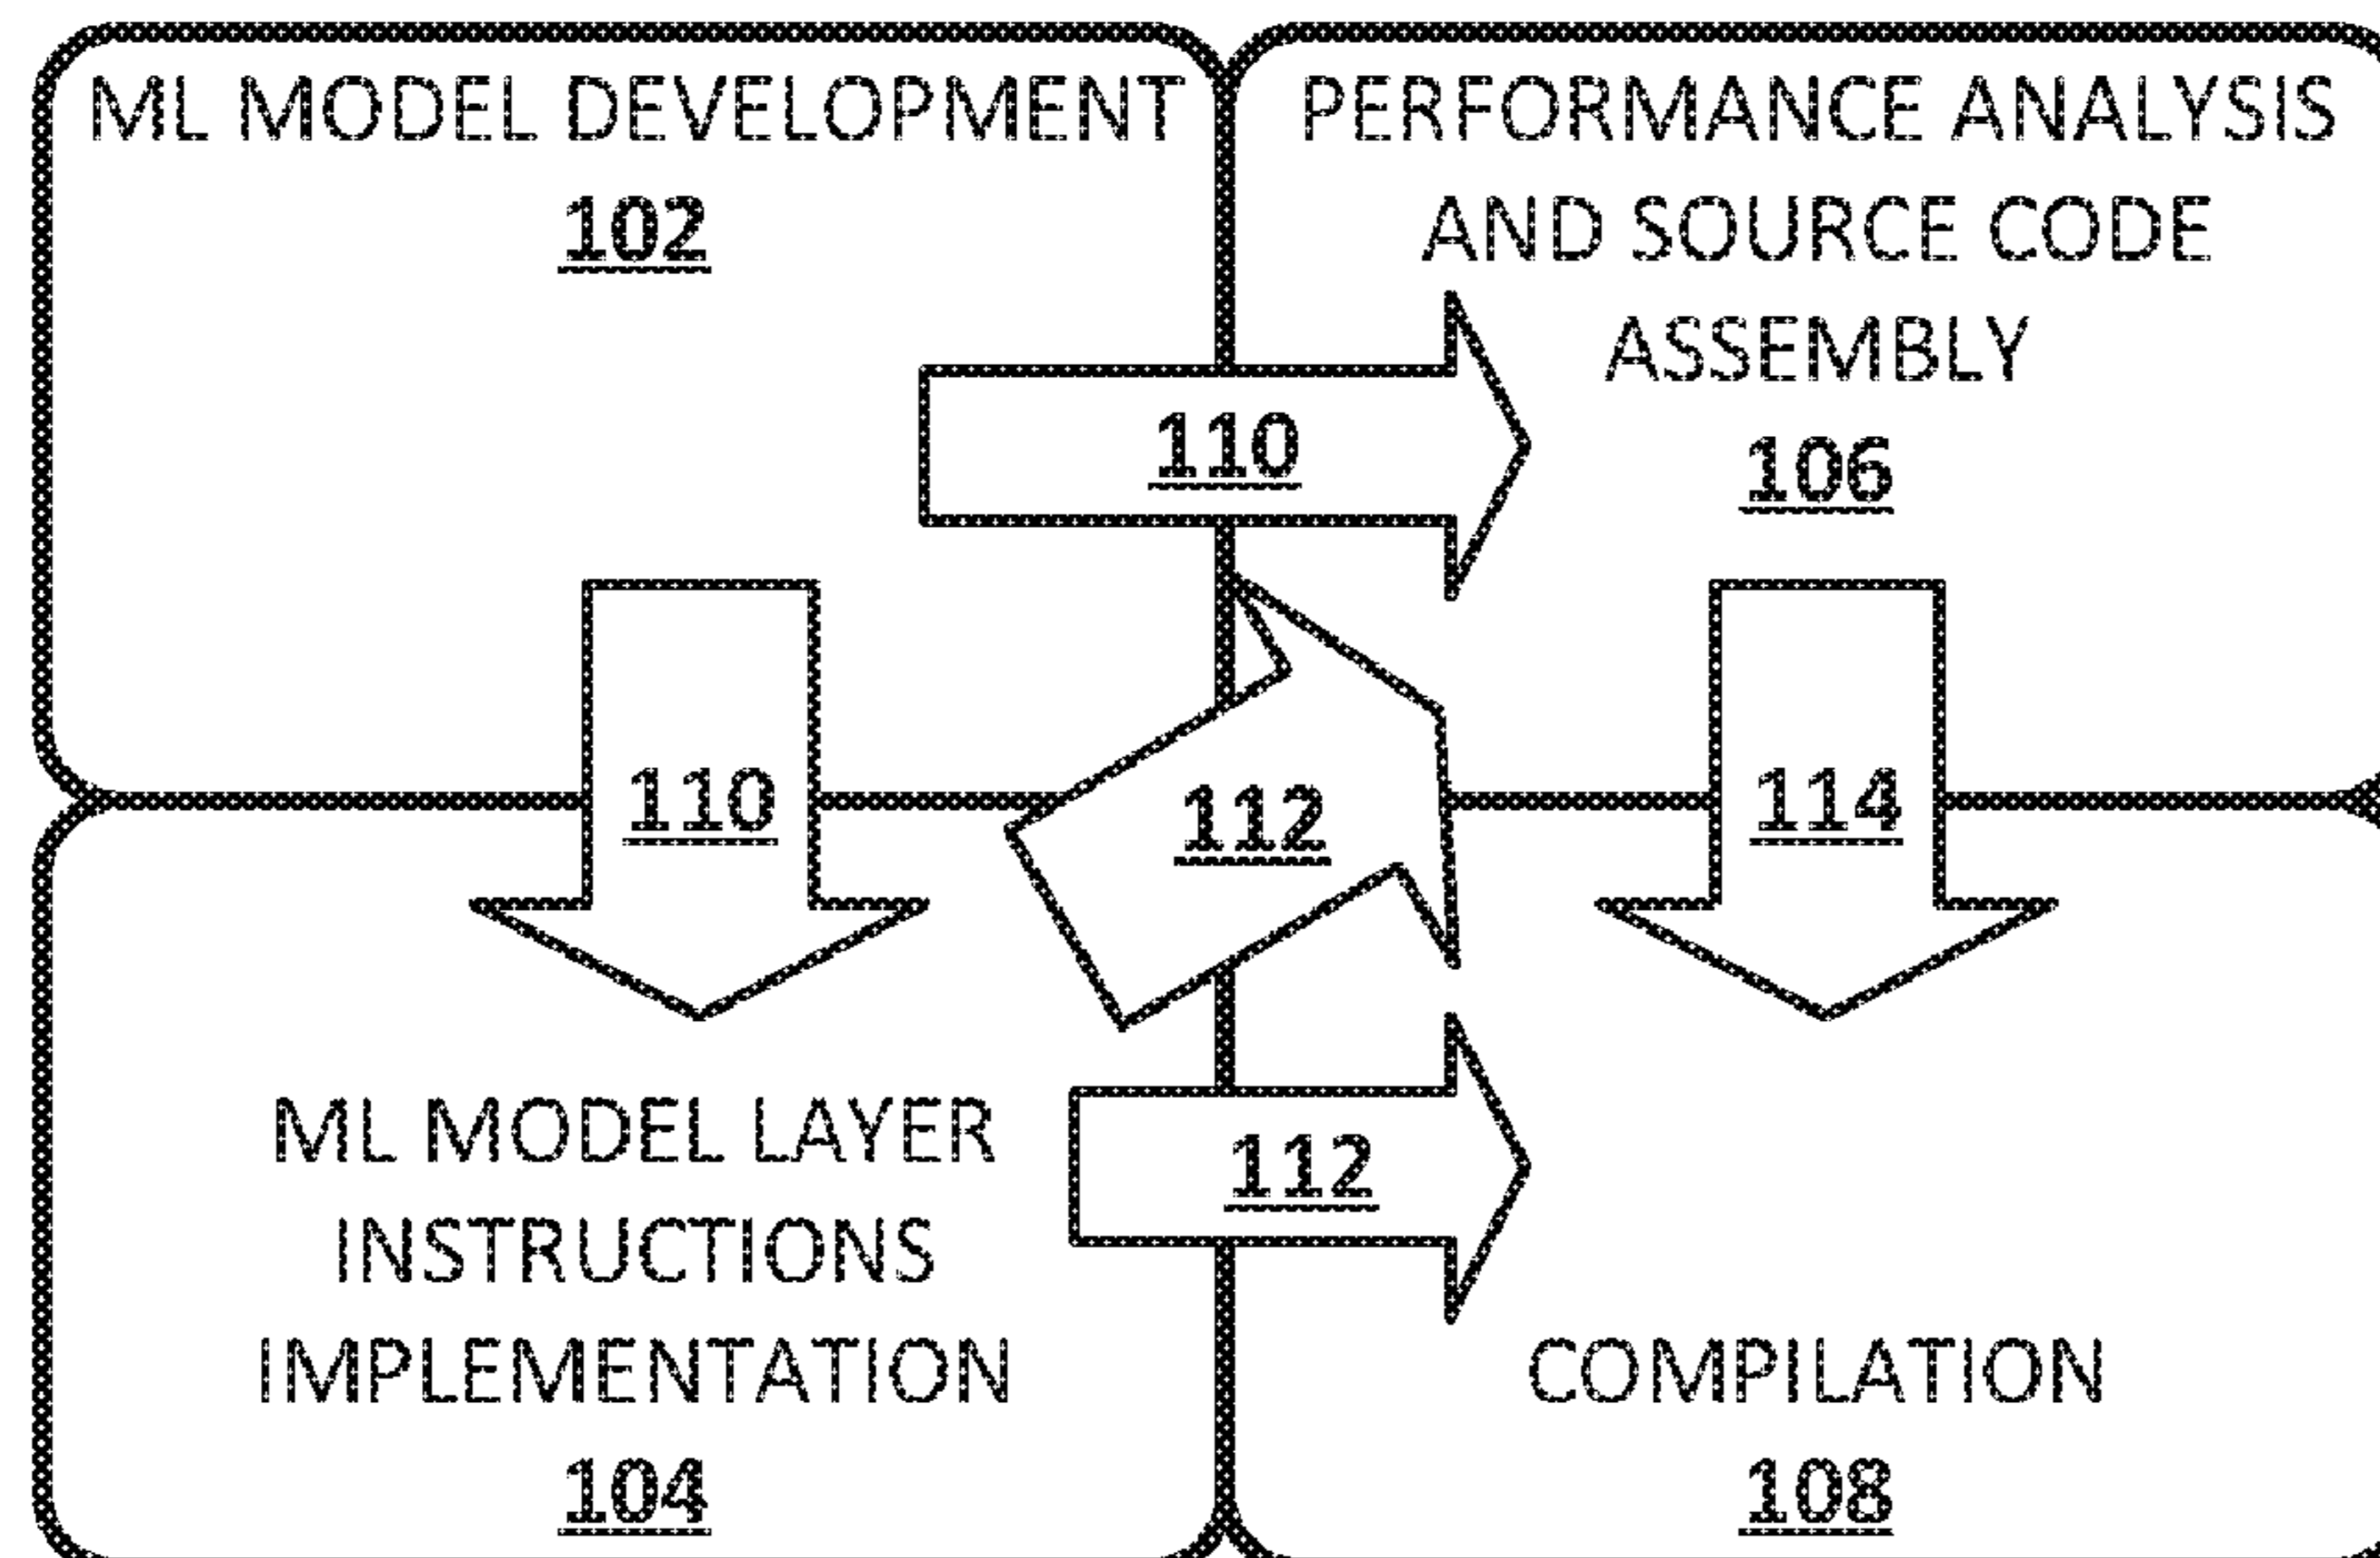 ML MODEL DEVELOPMENT
102
PERFORMANCE ANALYSIS
AND SOURCE CODE
ASSEMBLY
106
110
110
112
114
112
ML MODEL LAYER
INSTRUCTIONS
IMPLEMENTATION
104
COMPILATION
108